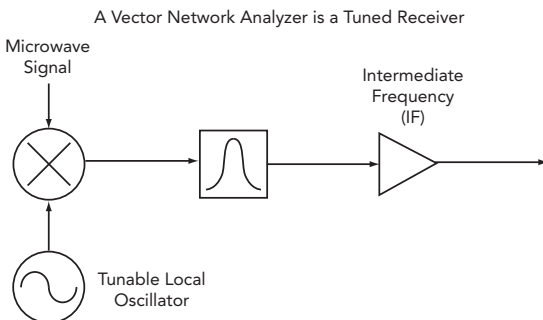 A Vector Network Analyzer is a Tuned Receiver
Microwave
Signal
Intermediate
Frequency
(IF)
Tunable Local
Oscillator